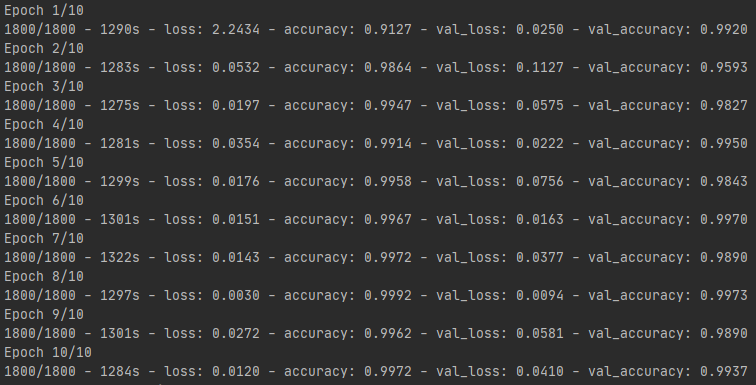 Epoch 1/10
1800/1800 - 1290s - loss: 2.2434 - accuracy: 0.9127 - val_loss: 0.0250 - val_accuracy: 0.9920
Epoch 2/10
1800/1800 - 1283s - loss: 0.0532 - accuracy: 0.9864 - val_loss: 0.1127 - val_accuracy: 0.9593
Epoch 3/10
1800/1800 - 1275s - loss: 0.0197 - accuracy: 0.9947 - val_loss: 0.0575 - val_accuracy: 0.9827
Epoch 4/10
1800/1800 - 1281s - loss: 0.0354 - accuracy: 0.9914 - val_loss: 0.0222 - val_accuracy: 0.9950
Epoch 5/10
1800/1800 - 1299s - loss: 0.0176 - accuracy: 0.9958 - val_loss: 0.0756 - val_accuracy: 0.9843
Epoch 6/10
1800/1800 - 1301s - loss: 0.0151 - accuracy: 0.9967 - val_loss: 0.0163 - val_accuracy: 0.9970
Epoch 7/10
1800/1800 - 1322s - loss: 0.0143 - accuracy: 0.9972 - val_loss: 0.0377 - val_accuracy: 0.9890
Epoch 8/10
1800/1800 - 1297s - loss: 0.0030 - accuracy: 0.9992 - val_loss: 0.0094 - val_accuracy: 0.9973
Epoch 9/10
1800/1800 - 1301s - loss: 0.0272 - accuracy: 0.9962 - val_loss: 0.0581 - val_accuracy: 0.9890
Epoch 10/10
1800/1800 - 1284s - loss: 0.0120 - accuracy: 0.9972 - val_loss: 0.0410 - val_accuracy: 0.9937